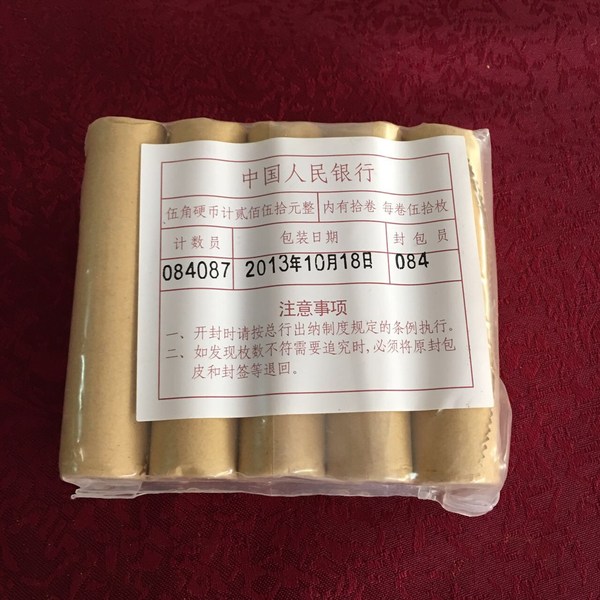 中国人民银行
伍角硬币计贰佰伍拾元整 内有拾卷 每卷伍拾枚
计数员 包装日期 封包员
084087 2013年10月18日 084
注意事项
一、开封时请按总行出纳制度规定的条例执行。
二、如发现枚数不符需要追究时,必须将原封包
皮和封签等退回。